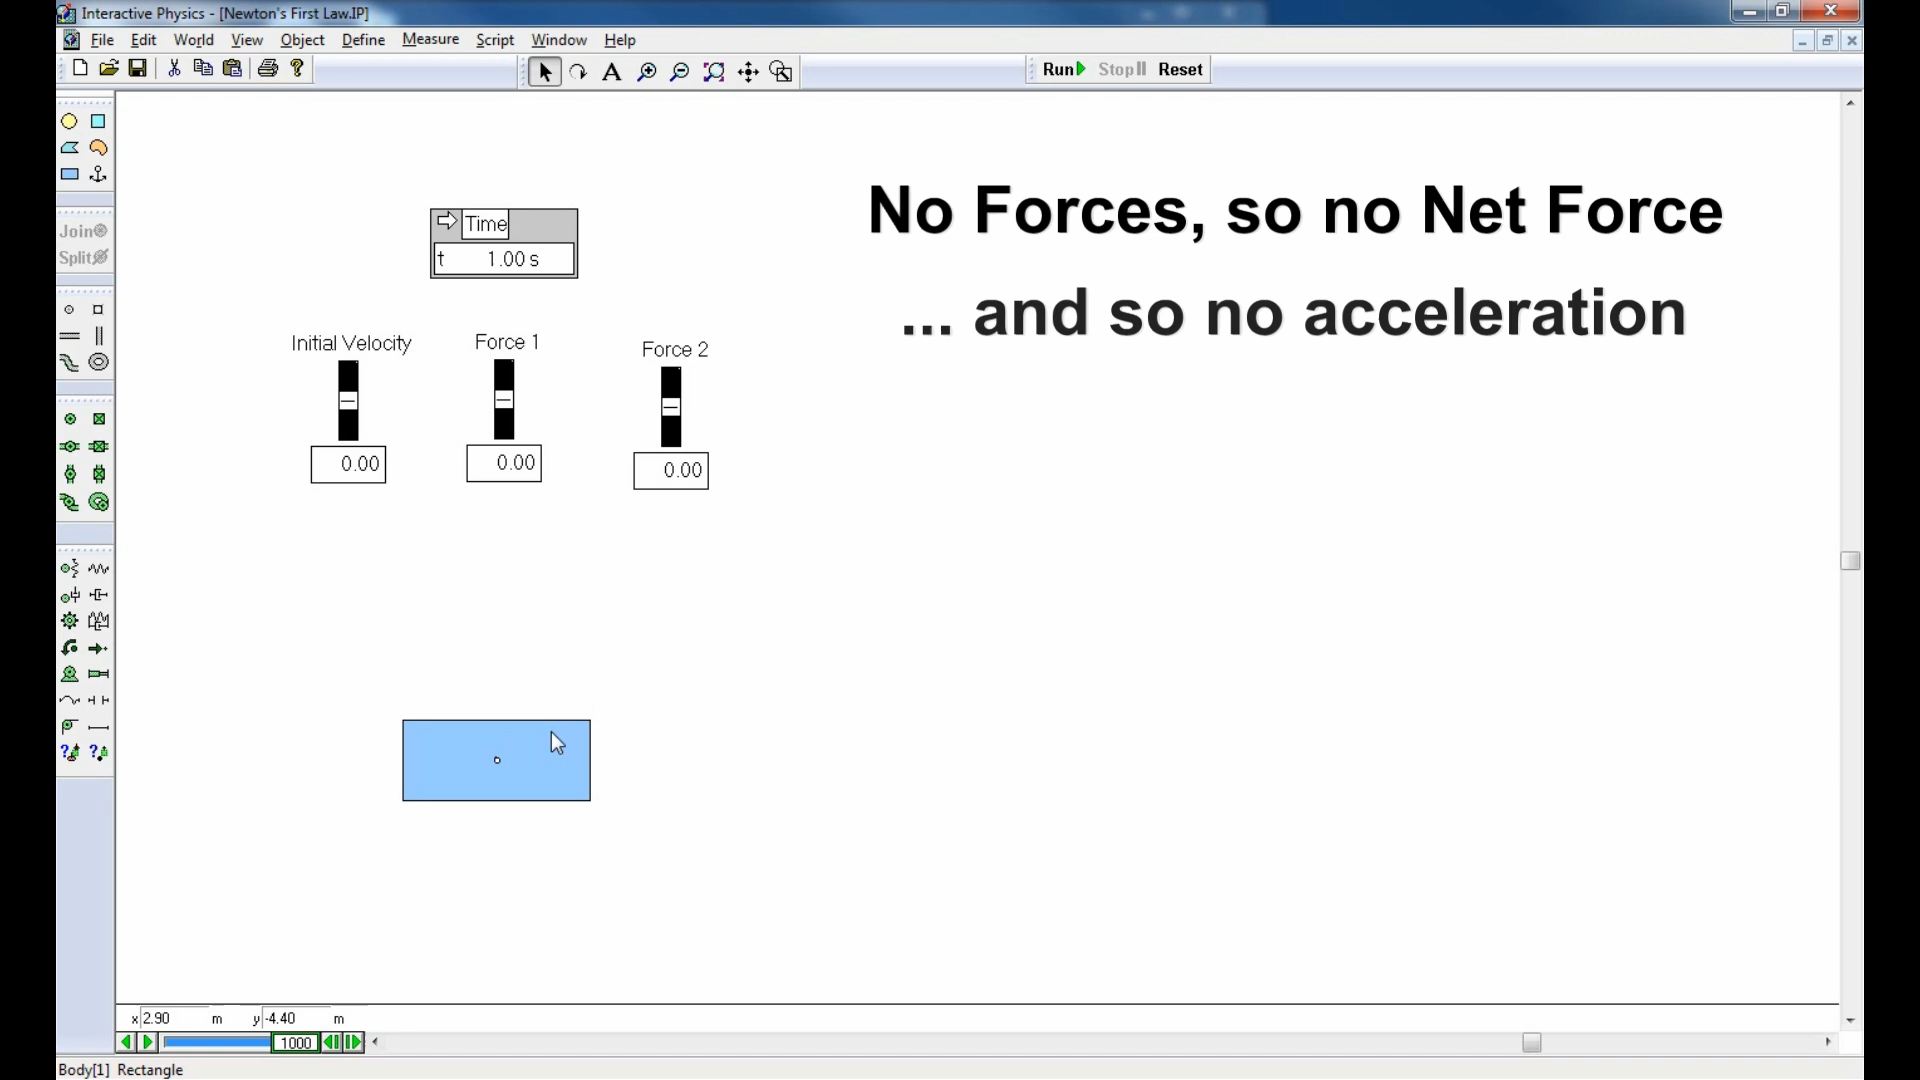 Interactive Physics - [Newton's First Law.IP]
File Edit World View Object Define Measure Script Window Help
Run Stop Reset
Join
Split
No Forces, so no Net Force
... and so no acceleration
Time
t 1.00 s
Initial Velocity Force 1 Force 2
0.00 0.00 0.00
x 2.90 m y -4.40 m
1000
Body[1] Rectangle